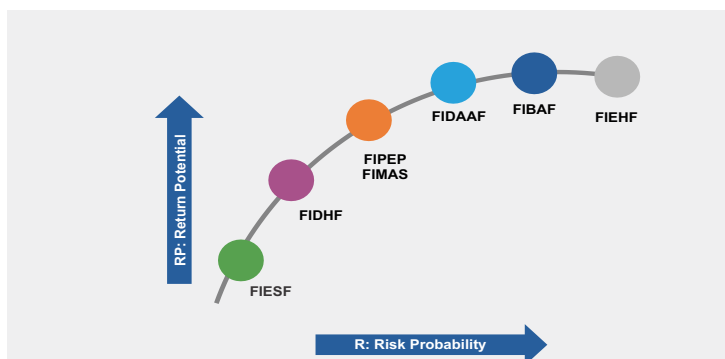 RP: Return Potential
FIESF
FIDHF
FIPEP
FIMAS
FIDAAF
FIBAF
FIEHF
R: Risk Probability